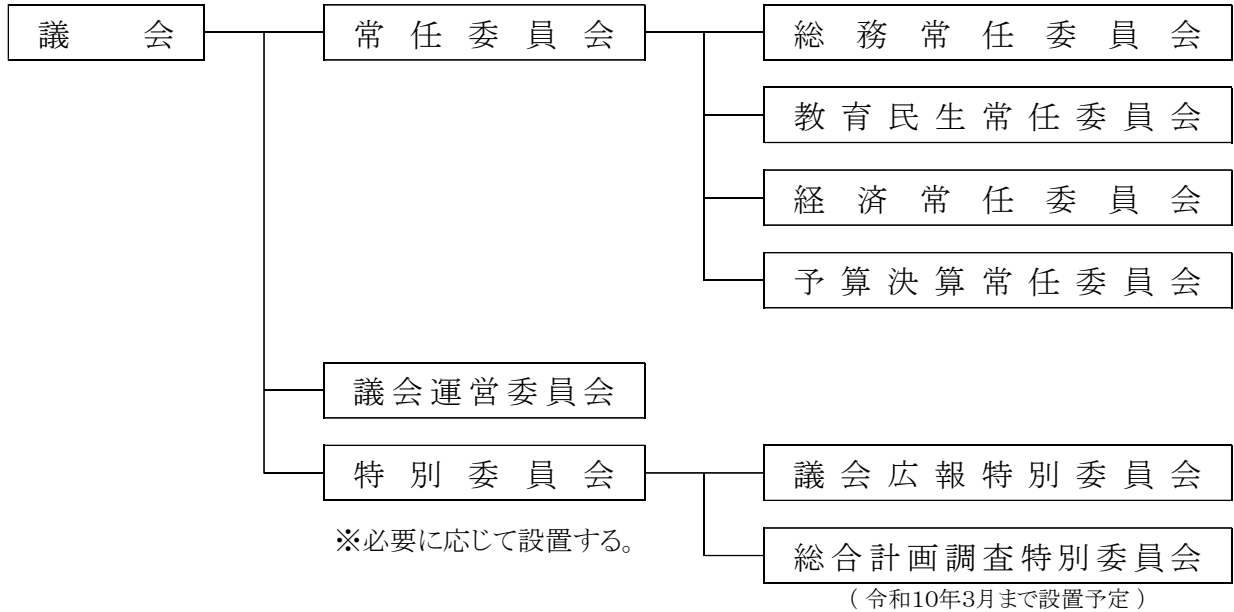 議会
常任委員会
総務常任委員会
教育民生常任委員会
経済常任委員会
予算決算常任委員会
議会運営委員会
特別委員会
議会広報特別委員会
※必要に応じて設置する。
総合計画調査特別委員会
(令和10年3月まで設置予定)